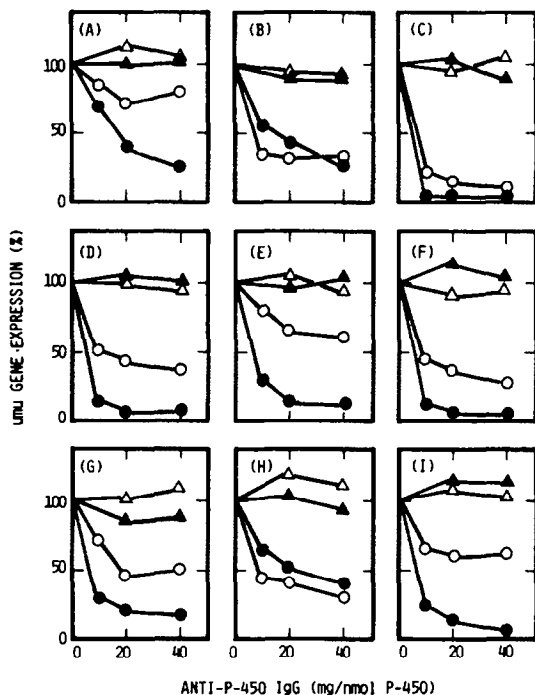 (A) (B) (C)
100
50
0
(D) (E) (F)
100
50
0
(G) (H) (I)
100
50
0
0 20 40 0 20 40 0 20 40
umu GENE·EXPRESSION (%)
ANTI-P-450 IgG (mg/nmol P-450)